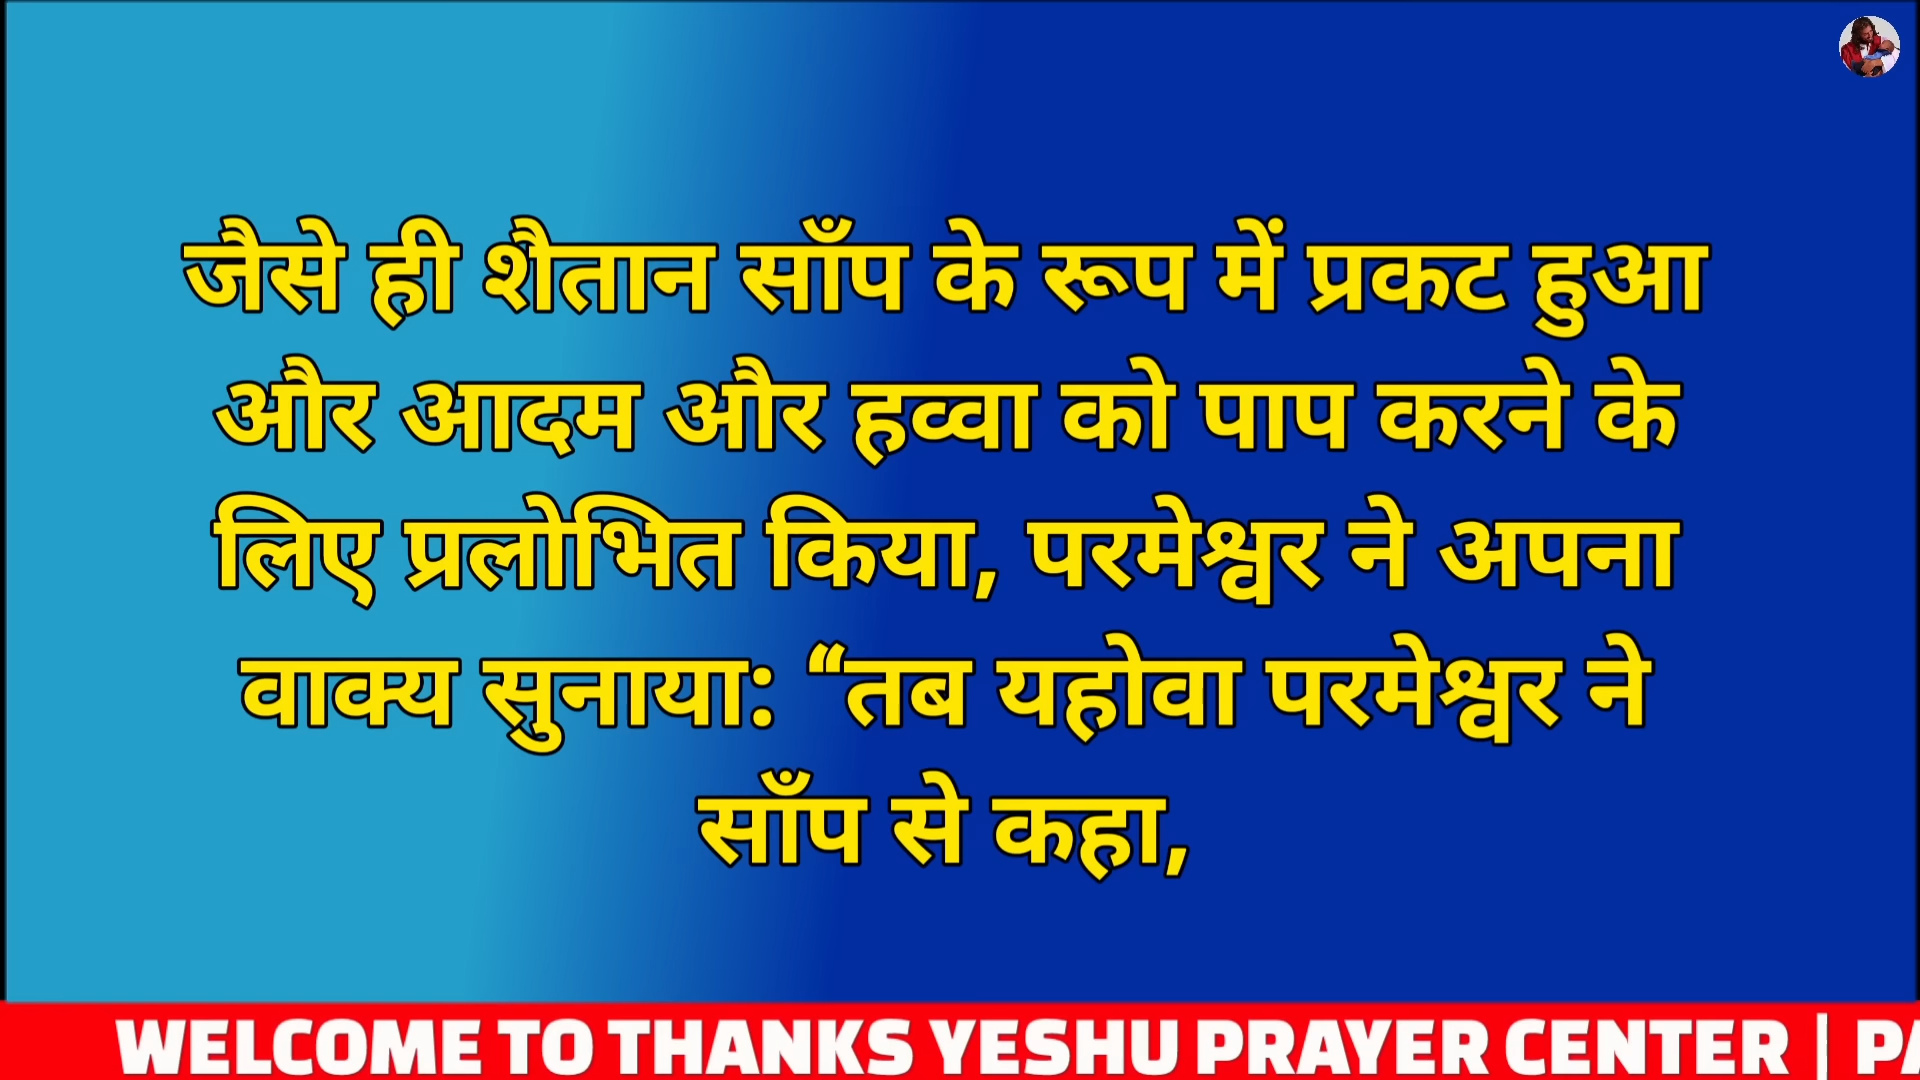 जैसे ही शैतान साँप के रूप में प्रकट हुआ
और आदम और हव्वा को पाप करने के
लिए प्रलोभित किया, परमेश्वर ने अपना
वाक्य सुनाया: “तब यहोवा परमेश्वर ने
साँप से कहा,
WELCOME TO THANKS YESHU PRAYER CENTER | PA